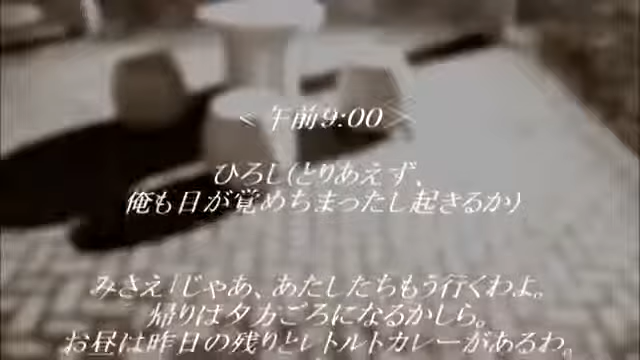 ＜ 午前9:00＞
ひろし(とりあえず、
俺も目が覚めちまったし起きるか)
みさえ「じゃあ、あたしたちもう行くわよ。
帰りは夕方ごろになるかしら。
お昼は昨日の残りとレトルトカレーがあるわ、